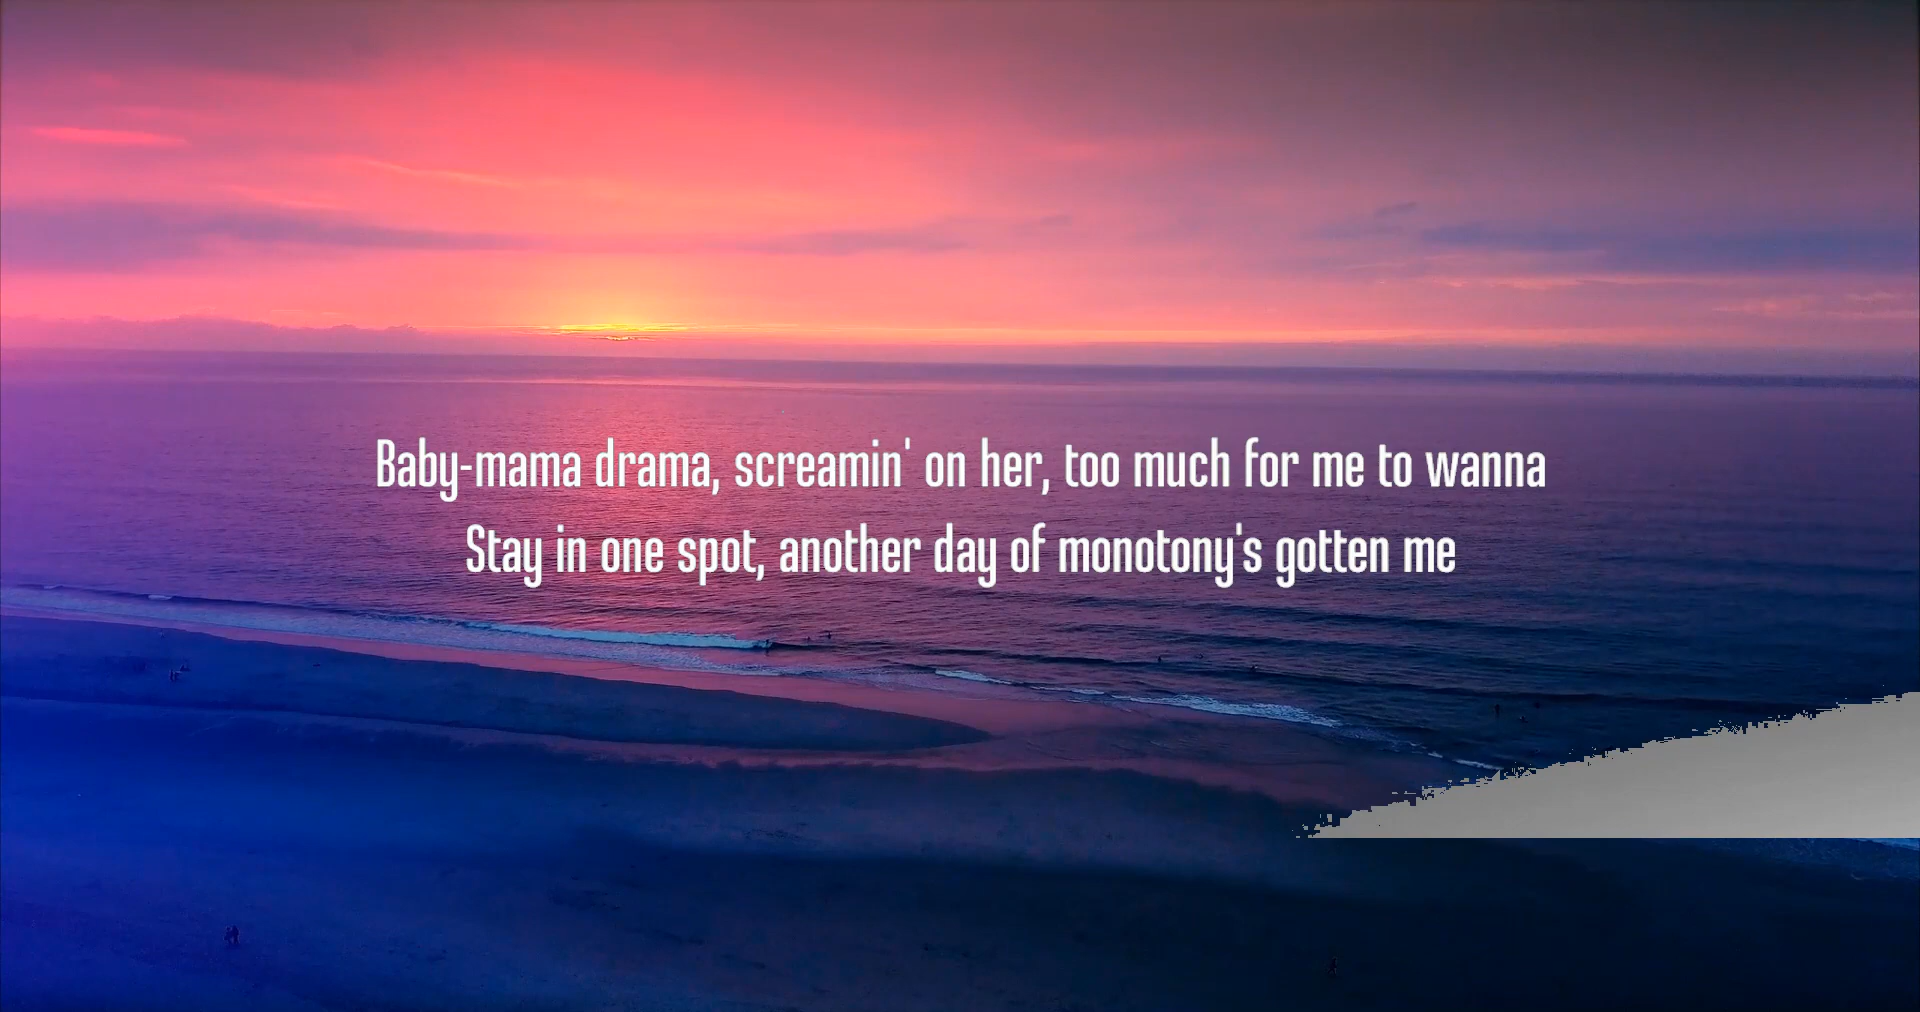 Baby-mama drama, screamin' on her, too much for me to wanna
Stay in one spot, another day of monotony's gotten me